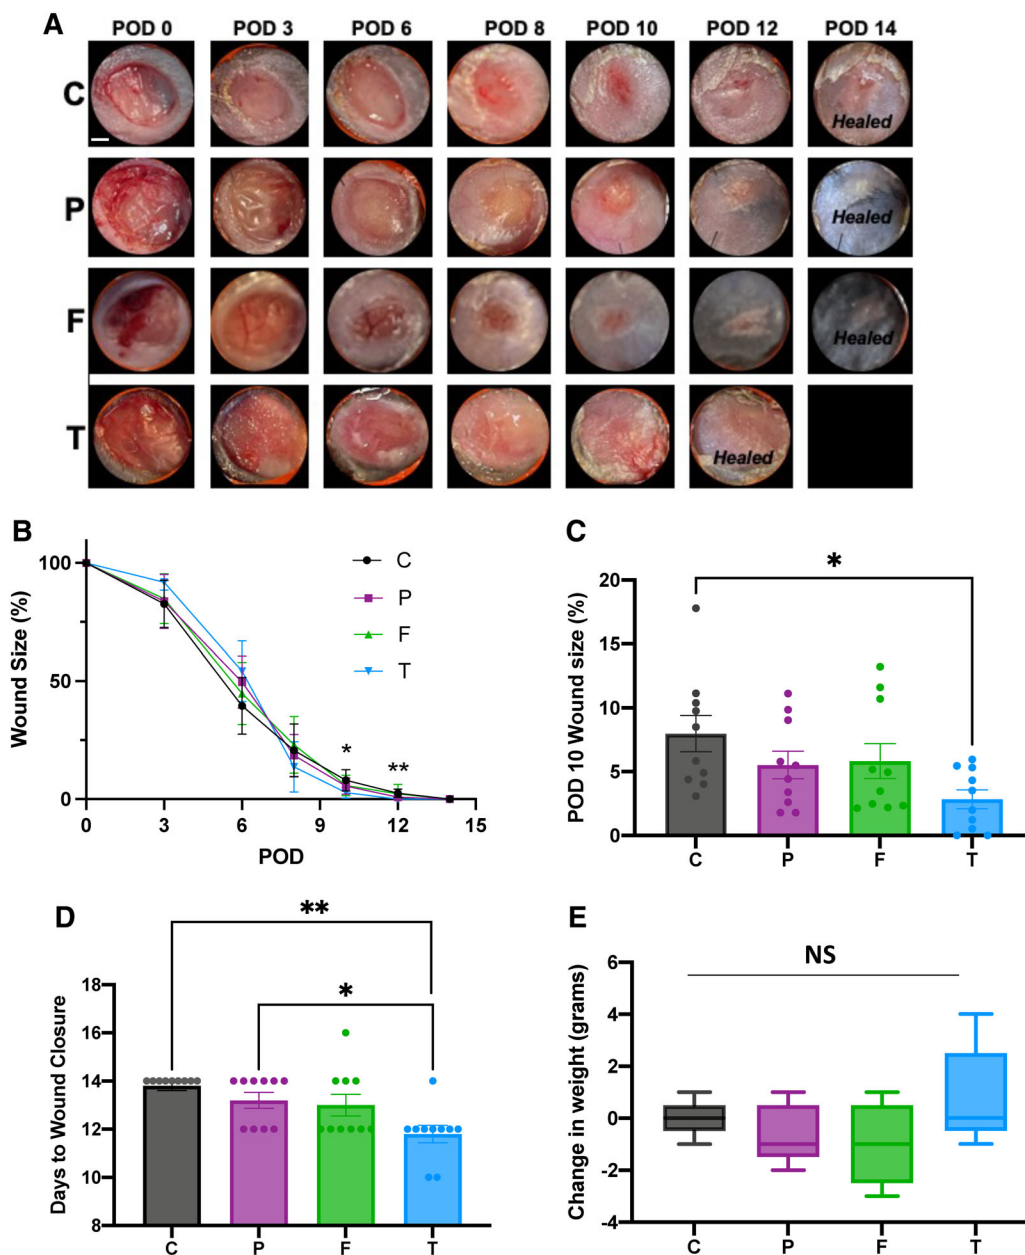 A
POD 0 POD 3 POD 6 POD 8 POD 10 POD 12 POD 14
C
Healed
P
Healed
F
Healed
T
Healed
B
100
50
0
Wound Size (%)
C
P
F
T
*
**
0 3 6 9 12 15
POD
C
*
20
15
10
5
0
POD 10 Wound size (%)
C P F T
D
**
*
18
16
14
12
10
8
Days to Wound Closure
C P F T
E
NS
6
4
2
0
-2
-4
Change in weight (grams)
C P F T